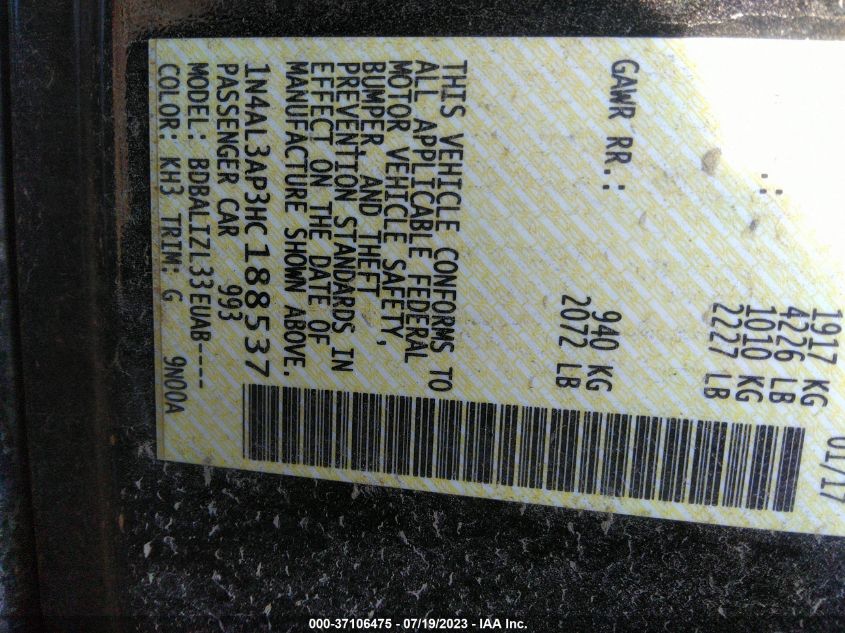 01/17
1917 KG
4226 LB
: 1010 KG
2227 LB
GAWR RR.: 940 KG
2072 LB
THIS VEHICLE CONFORMS TO
ALL APPLICABLE FEDERAL
MOTOR VEHICLE SAFETY,
BUMPER, AND THEFT
PREVENTION STANDARDS IN
EFFECT ON THE DATE OF
MANUFACTURE SHOWN ABOVE.
1N4AL3AP3HC188537
PASSENGER CAR 993
MODEL: BDBALIZL33EUAB----
COLOR: KH3 TRIM: G 9N00A
000-37106475 - 07/19/2023 - IAA Inc.